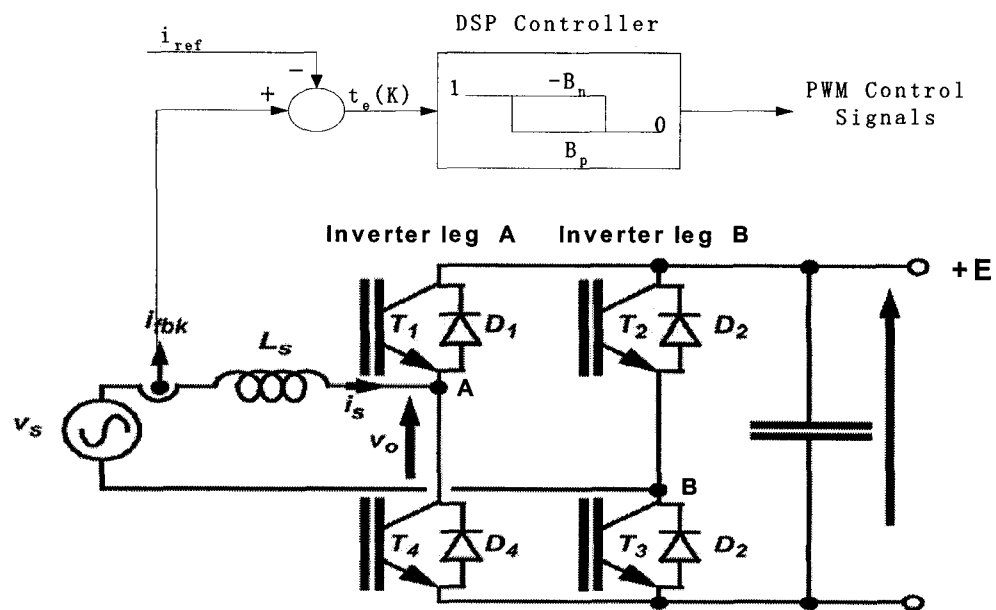 DSP Controller
i_ref
−
+
t_e(K)
1
-B_n
0
B_p
PWM Control
Signals
Inverter leg A
Inverter leg B
+E
i_fbk
L_s
T_1
D_1
T_2
D_2
A
i_s
v_s
v_o
B
T_4
D_4
T_3
D_2